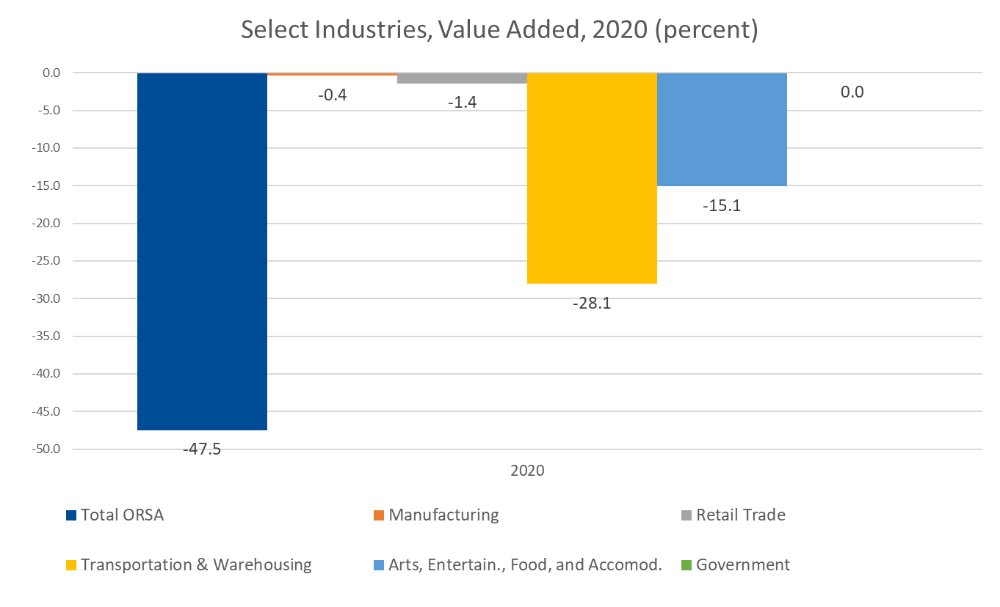 Select Industries, Value Added, 2020 (percent)
0.0
-5.0
-10.0
-15.0
-20.0
-25.0
-30.0
-35.0
-40.0
-45.0
-50.0
-47.5
-0.4
-1.4
-28.1
-15.1
0.0
2020
Total ORSA
Manufacturing
Retail Trade
Transportation & Warehousing
Arts, Entertain., Food, and Accomod.
Government